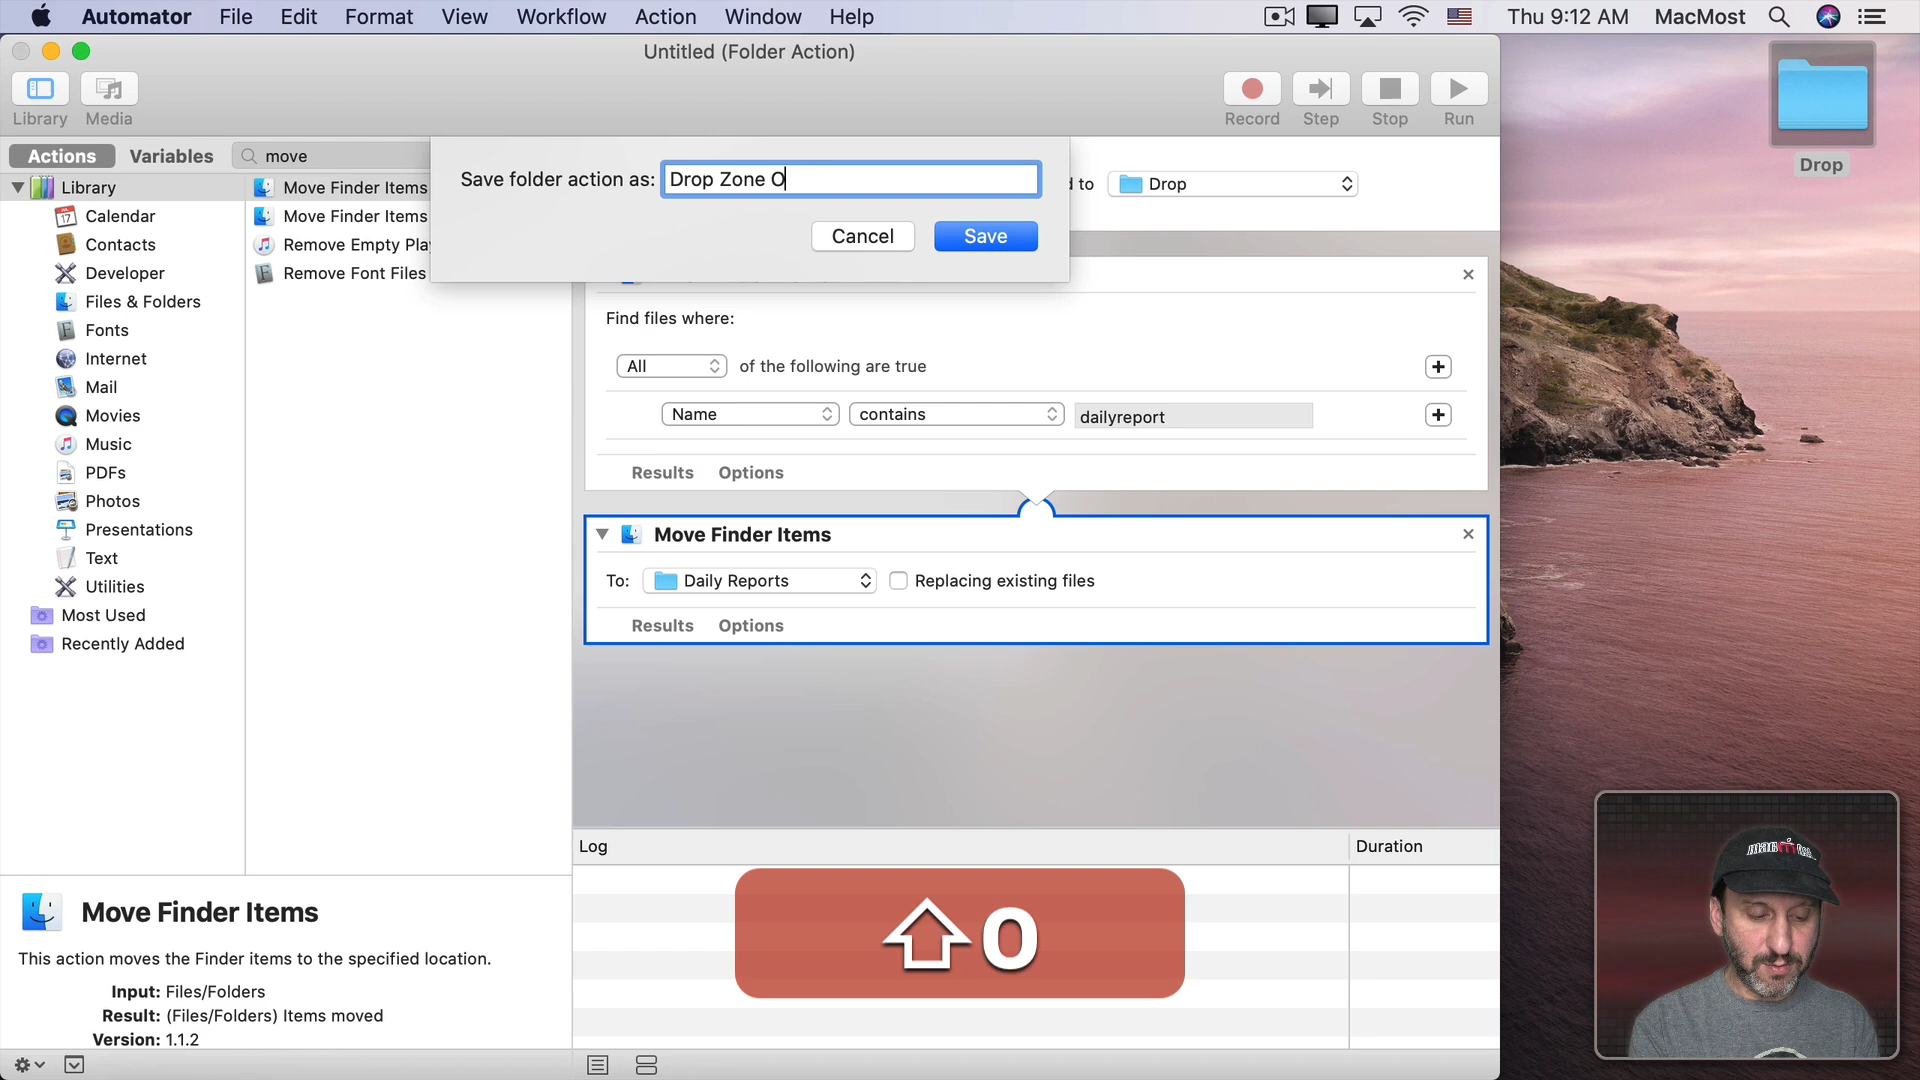 Automator File Edit Format View Workflow Action Window Help Thu 9:12 AM MacMost
Untitled (Folder Action)
Library Media Record Step Stop Run
Actions Variables move
Save folder action as: Drop Zone O
d to Drop
Cancel Save
Library
Calendar
Contacts
Developer
Files & Folders
Fonts
Internet
Mail
Movies
Music
PDFs
Photos
Presentations
Text
Utilities
Most Used
Recently Added
Move Finder Items
Move Finder Items
Remove Empty Play
Remove Font Files
Find files where:
All of the following are true
Name contains dailyreport
Results Options
Move Finder Items
To: Daily Reports Replacing existing files
Results Options
Log Duration
O
Drop
Move Finder Items
This action moves the Finder items to the specified location.
Input: Files/Folders
Result: (Files/Folders) Items moved
Version: 1.1.2
17